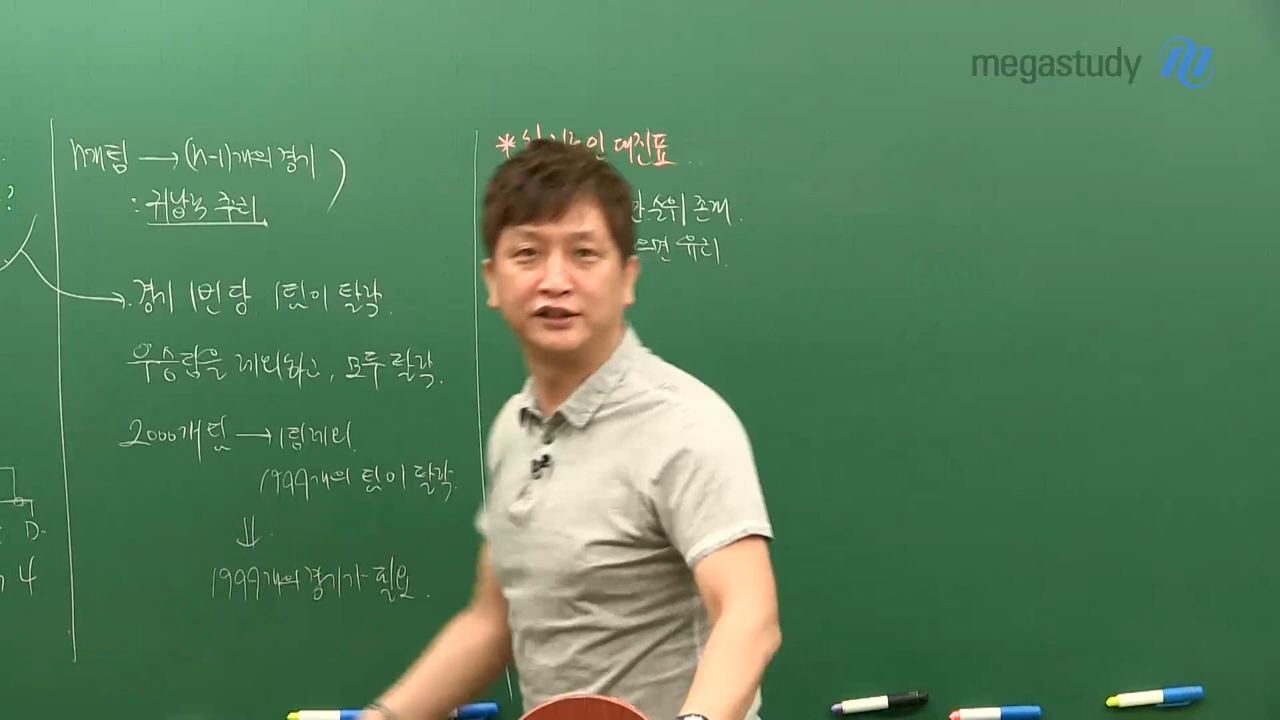 megastudy
n개팀 → (n-1)개의 경기
: 귀납적 추리
경기 1번당 1팀이 탈락
우승팀을 제외하고, 모두 탈락.
2000개팀 → 1팀제외
1999개의 팀이 탈락
⇓
1999개의 경기가 필요.
?
D.
4
* 인 대진표
순위 존재.
으면 유리.